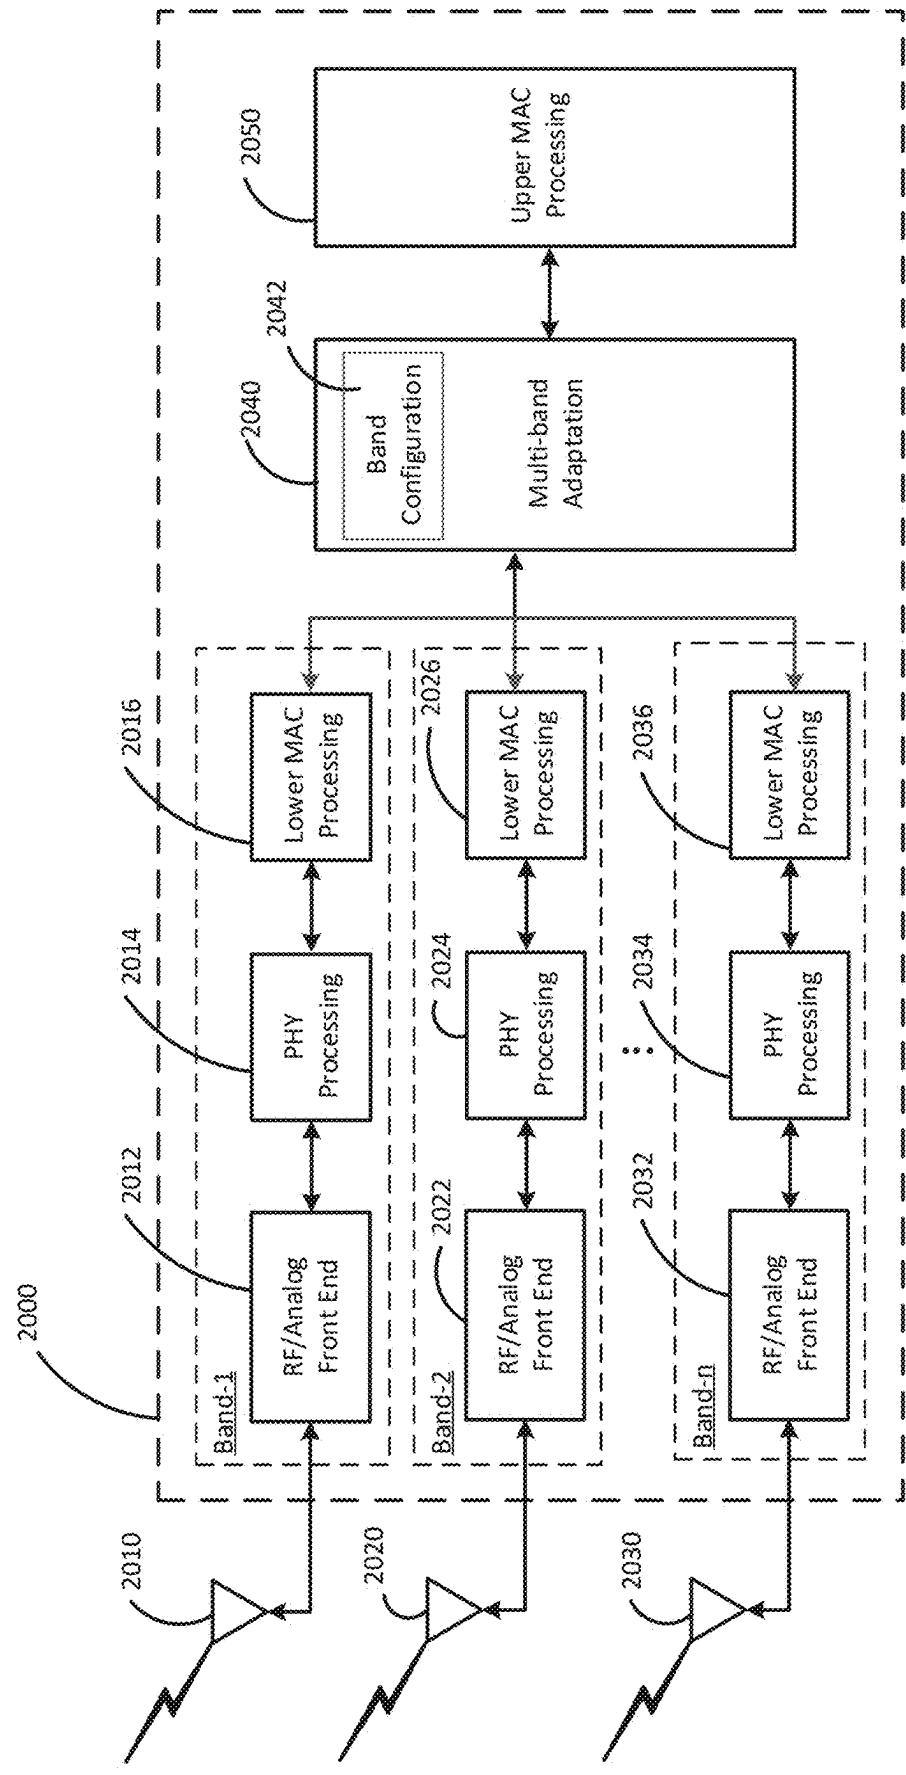 2000
2010
Band-1
2012
RF/Analog
Front End
2014
PHY
Processing
2016
Lower MAC
Processing
2020
Band-2
2022
RF/Analog
Front End
2024
PHY
Processing
2026
Lower MAC
Processing
2030
Band-n
2032
RF/Analog
Front End
2034
PHY
Processing
2036
Lower MAC
Processing
2040
2042
Band
Configuration
Multi-band
Adaptation
2050
Upper MAC
Processing